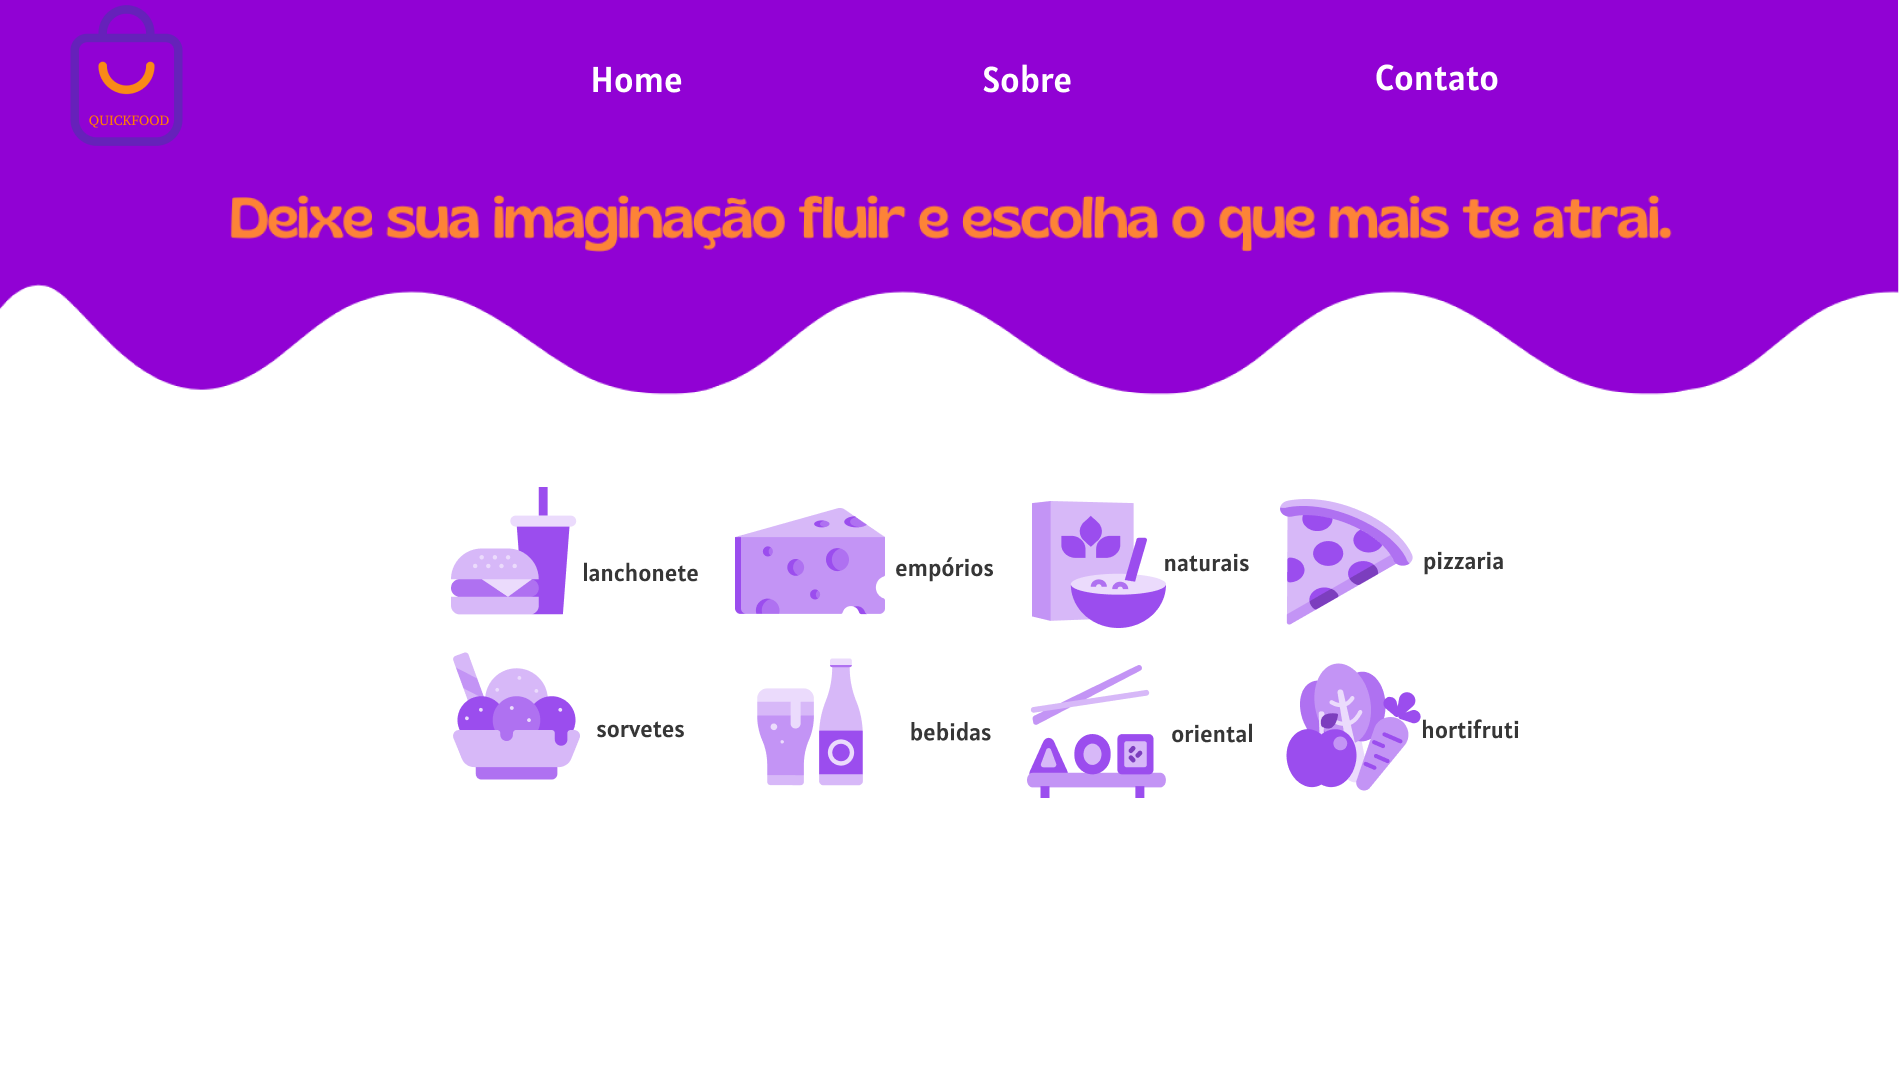 QUICKFOOD
Home Sobre Contato
Deixe sua imaginação fluir e escolha o que mais te atrai.
lanchonete empórios naturais pizzaria
sorvetes bebidas oriental hortifruti